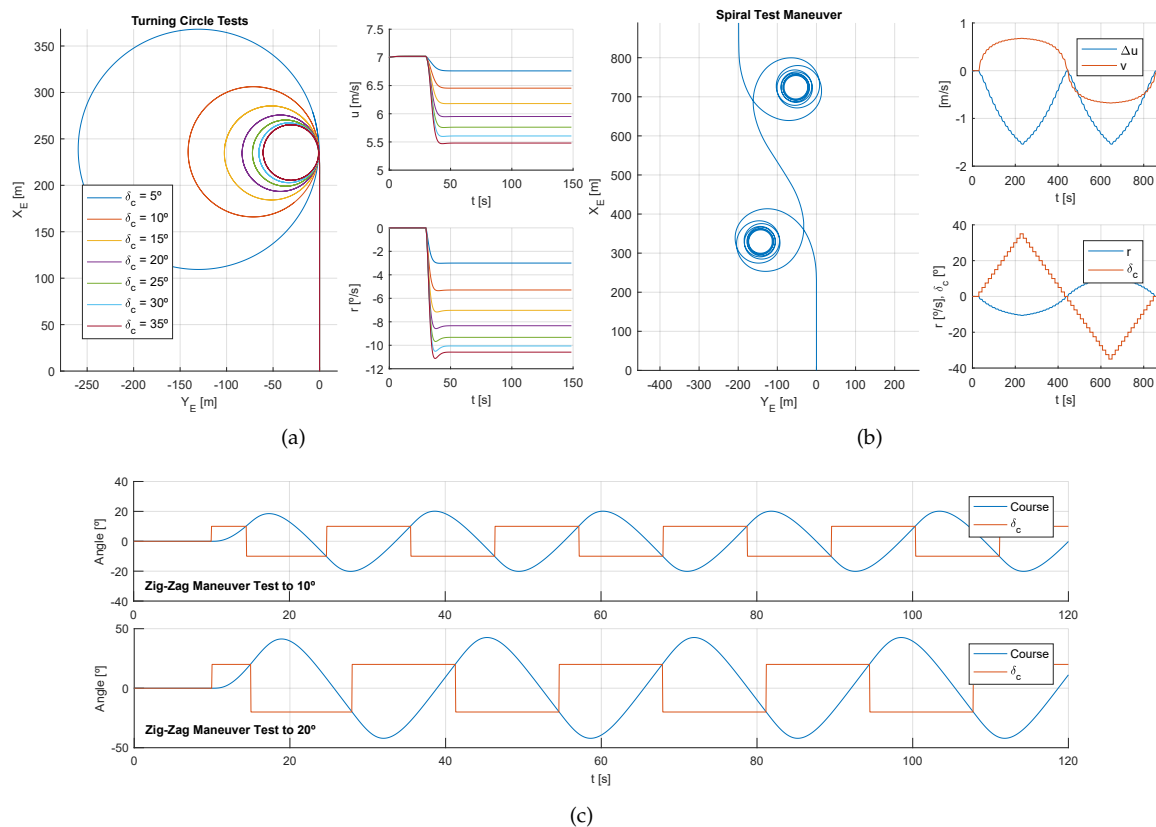 Turning Circle Tests
350
300
250
200
150
100
50
0
X_E [m]
-250
-200
-150
-100
-50
0
Y_E [m]
δ_c = 5º
δ_c = 10º
δ_c = 15º
δ_c = 20º
δ_c = 25º
δ_c = 30º
δ_c = 35º
8
7.5
7
6.5
6
5.5
5
u [m/s]
0
50
100
150
t [s]
0
-2
-4
-6
-8
-10
-12
r [º/s]
0
50
100
150
t [s]
(a)
Spiral Test Maneuver
800
700
600
500
400
300
200
100
0
X_E [m]
-400
-200
0
200
Y_E [m]
1
0
-1
-2
[m/s]
Δu
v
0
200
400
600
800
t [s]
40
20
0
-20
-40
r [º/s], δ_c [º]
r
δ_c
0
200
400
600
800
t [s]
(b)
40
20
0
-20
-40
Angle [º]
Course
δ_c
Zig-Zag Maneuver Test to 10º
0
20
40
60
80
100
120
50
0
-50
Angle [º]
Course
δ_c
Zig-Zag Maneuver Test to 20º
0
20
40
60
80
100
120
t [s]
(c)